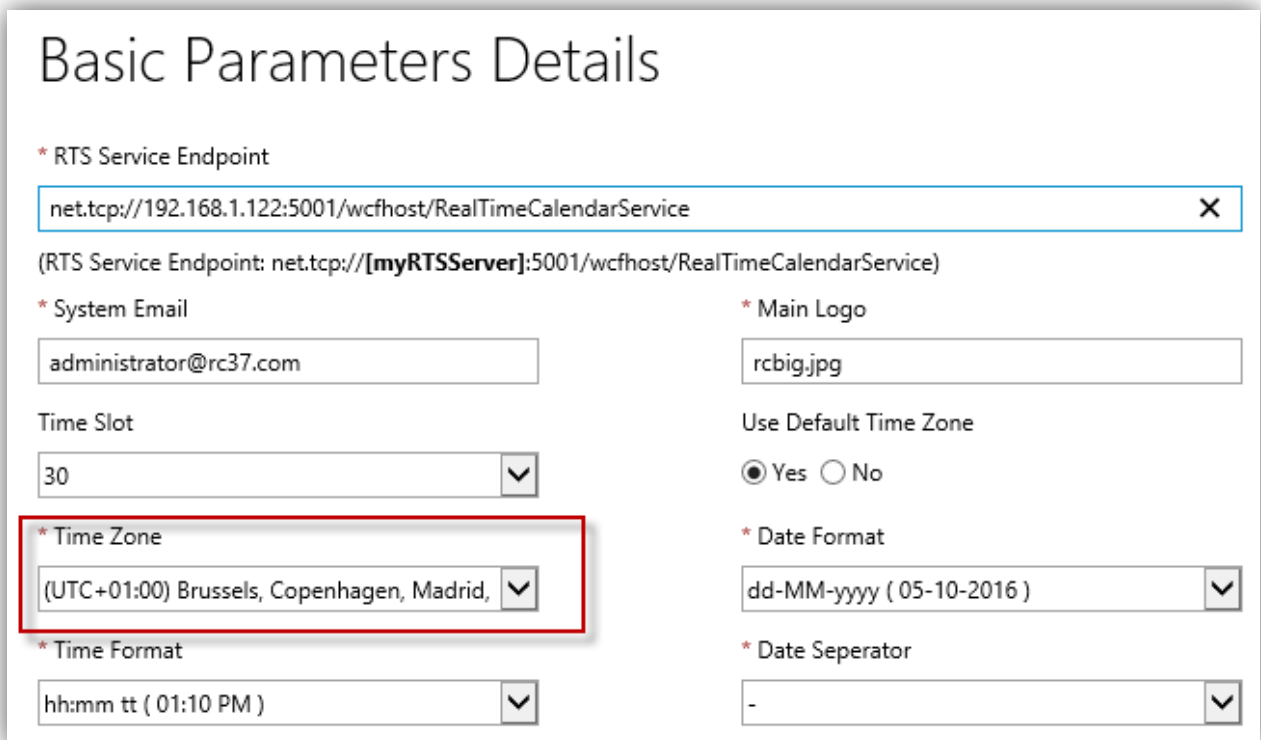 Basic Parameters Details
* RTS Service Endpoint
net.tcp://192.168.1.122:5001/wcfhost/RealTimeCalendarService
(RTS Service Endpoint: net.tcp://[myRTSServer]:5001/wcfhost/RealTimeCalendarService)
* System Email
* Main Logo
administrator@rc37.com
rcbig.jpg
Time Slot
Use Default Time Zone
30
Yes No
* Time Zone
* Date Format
(UTC+01:00) Brussels, Copenhagen, Madrid,
dd-MM-yyyy ( 05-10-2016 )
* Time Format
* Date Seperator
hh:mm tt ( 01:10 PM )
-